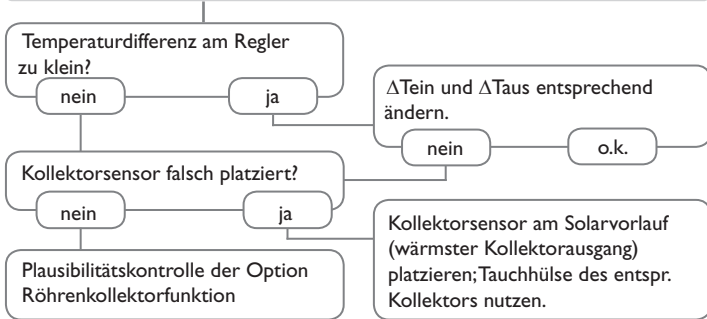 Temperaturdifferenz am Regler
zu klein?
nein
ja
ΔTein und ΔTaus entsprechend
ändern.
nein
o.k.
Kollektorsensor falsch platziert?
nein
ja
Kollektorsensor am Solarvorlauf
(wärmster Kollektorausgang)
platzieren; Tauchhülse des entspr.
Kollektors nutzen.
Plausibilitätskontrolle der Option
Röhrenkollektorfunktion